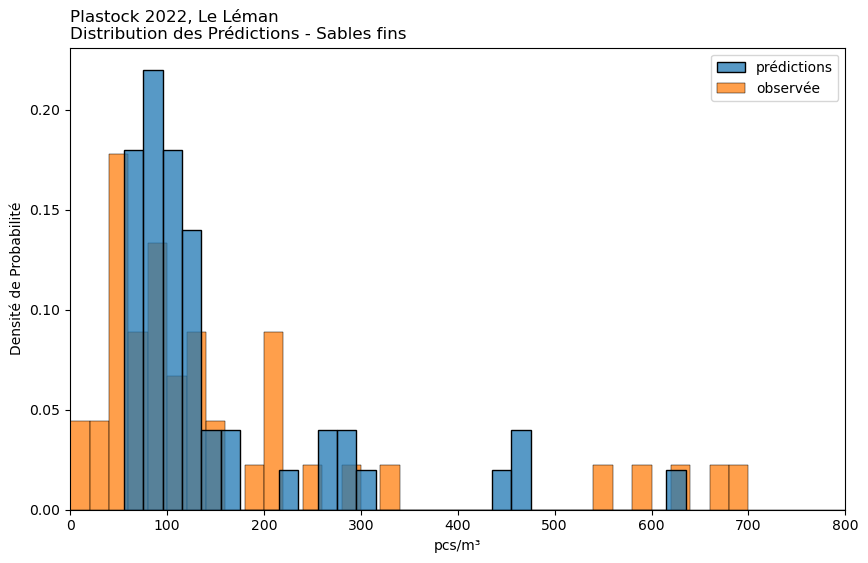 Plastock 2022, Le Léman
Distribution des Prédictions - Sables fins
prédictions
observée
Densité de Probabilité
0.20
0.15
0.10
0.05
0.00
0 100 200 300 400 500 600 700 800
pcs/m³